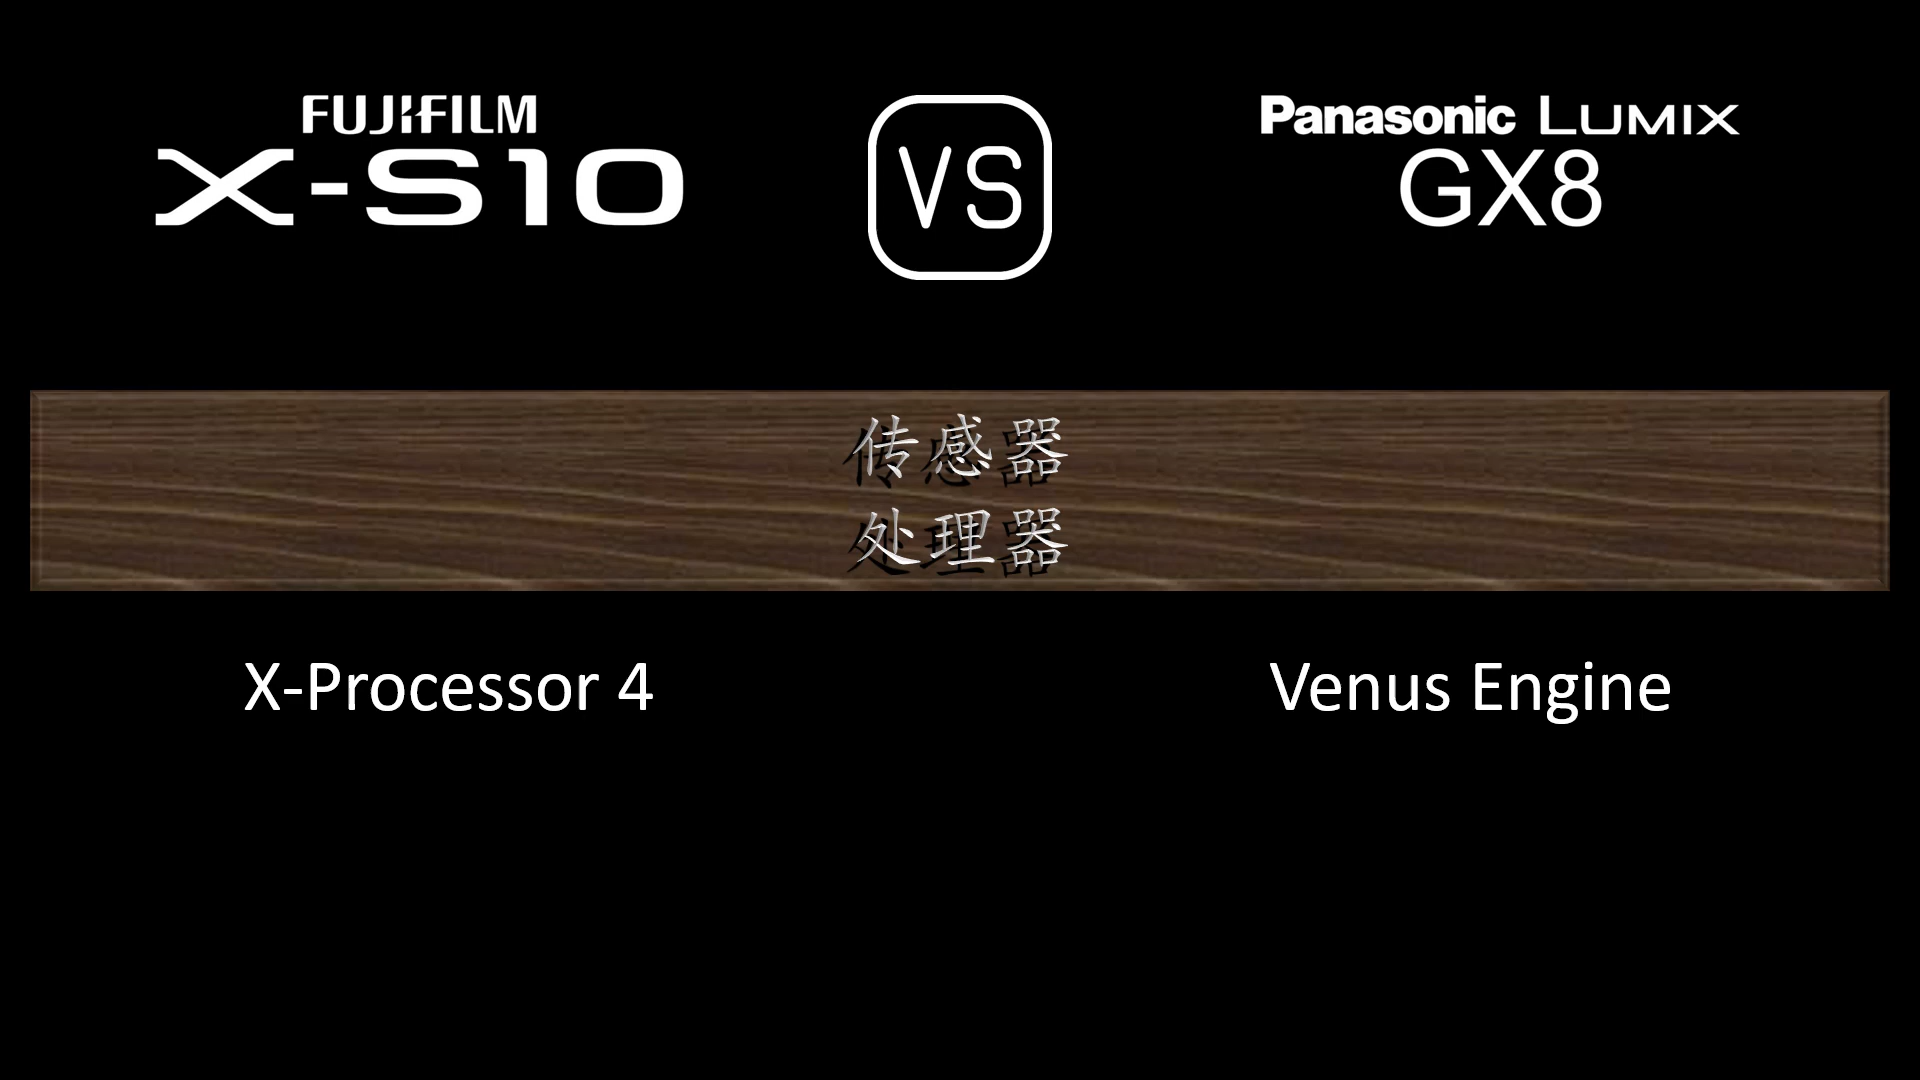 FUJIFILM
X-S10
VS
Panasonic LUMIX
GX8
传感器
处理器
X-Processor 4
Venus Engine